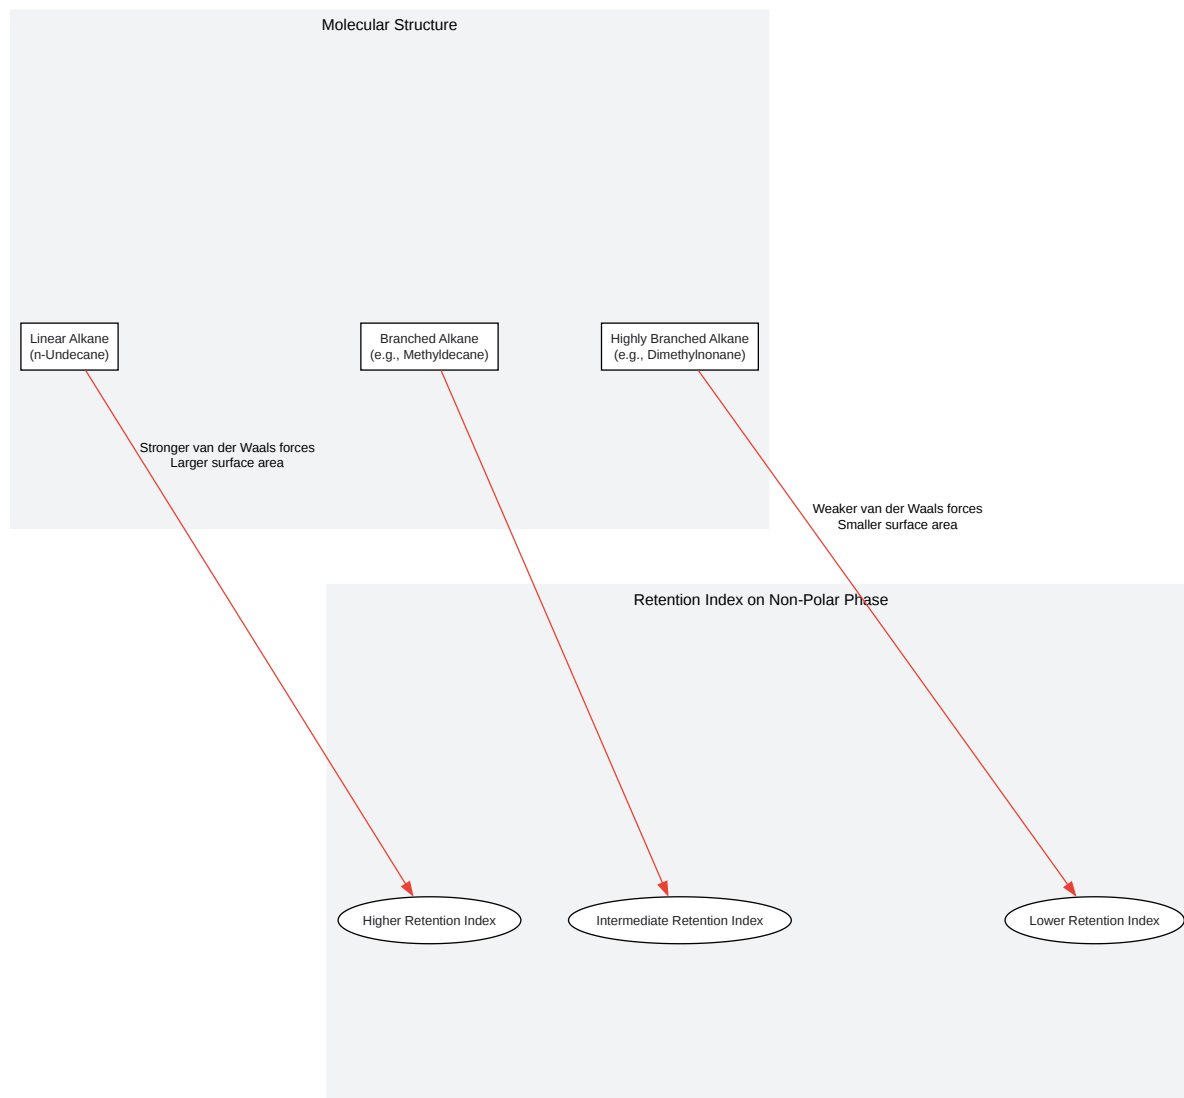 Molecular Structure
Linear Alkane
(n-Undecane)
Branched Alkane
(e.g., Methyldecane)
Highly Branched Alkane
(e.g., Dimethylnonane)
Stronger van der Waals forces
Larger surface area
Weaker van der Waals forces
Smaller surface area
Retention Index on Non-Polar Phase
Higher Retention Index
Intermediate Retention Index
Lower Retention Index